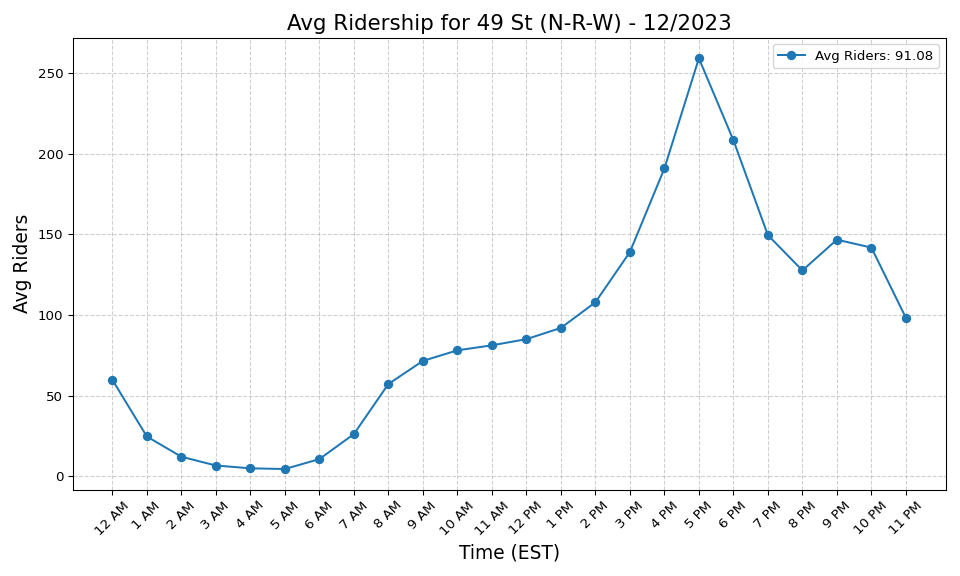 Avg Ridership for 49 St (N-R-W) - 12/2023
Avg Riders: 91.08
Avg Riders
250
200
150
100
50
0
12 AM
1 AM
2 AM
3 AM
4 AM
5 AM
6 AM
7 AM
8 AM
9 AM
10 AM
11 AM
12 PM
1 PM
2 PM
3 PM
4 PM
5 PM
6 PM
7 PM
8 PM
9 PM
10 PM
11 PM
Time (EST)